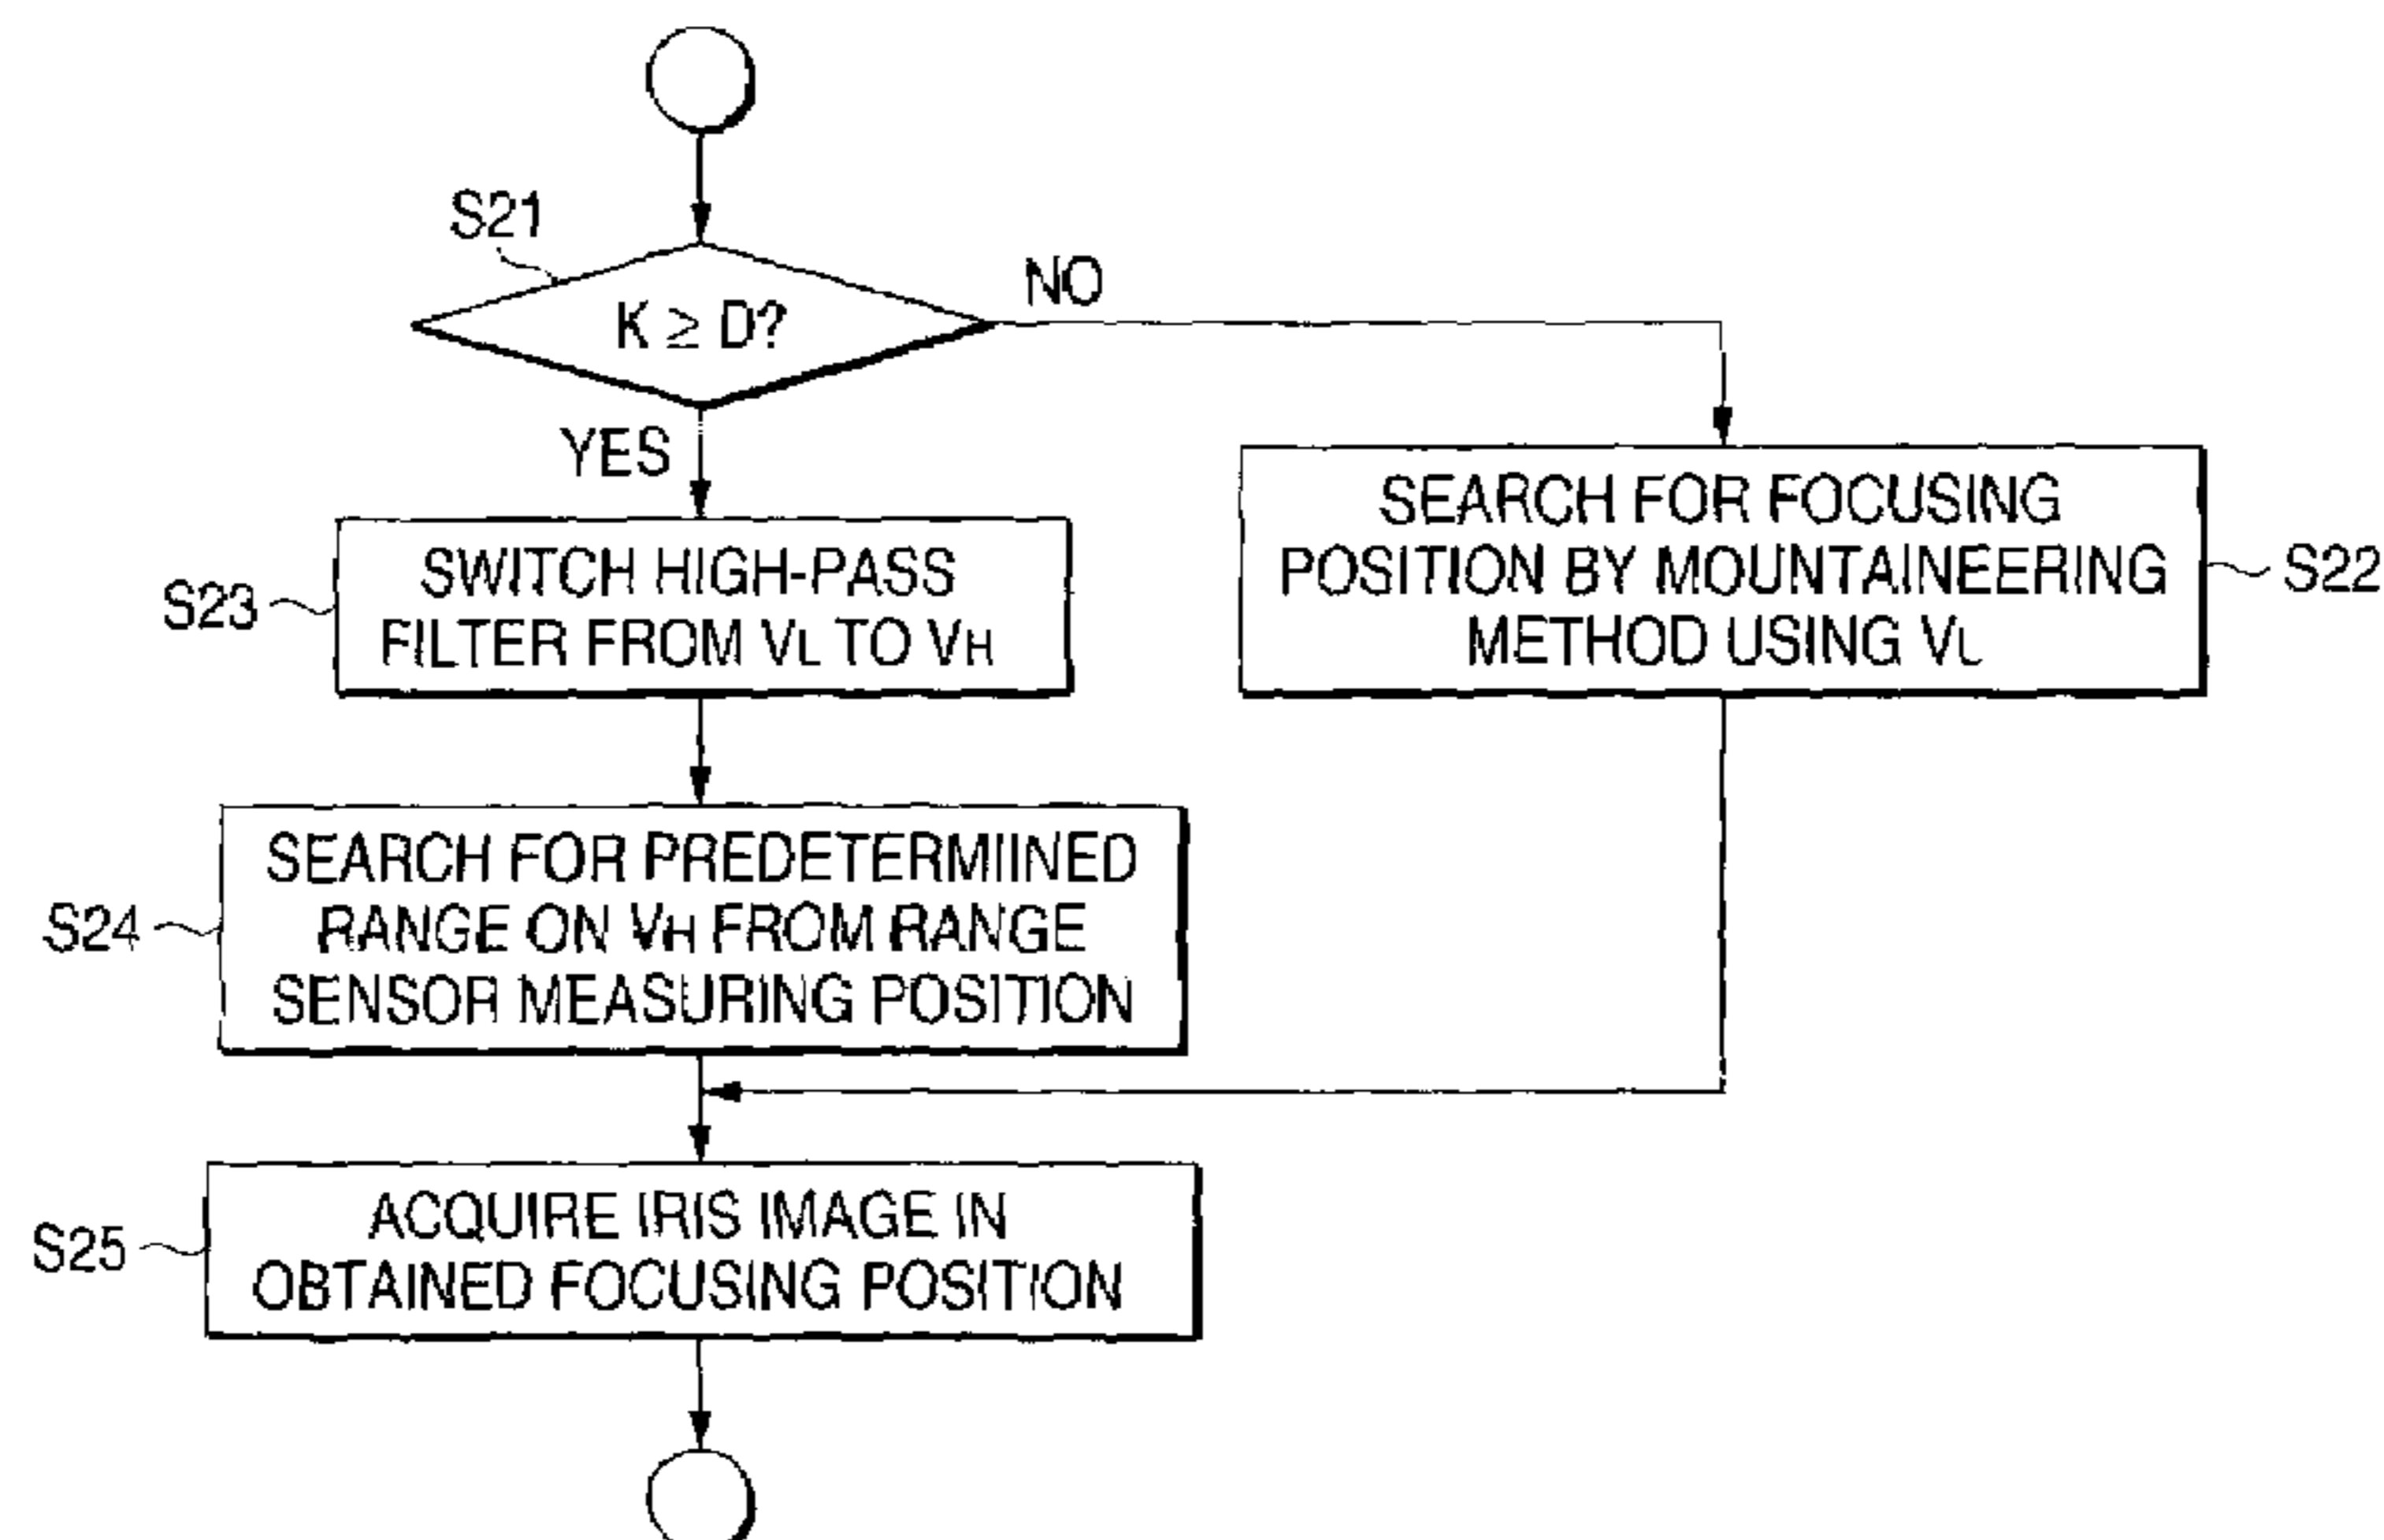 S21
K ≥ D?
NO
YES
SEARCH FOR FOCUSING
POSITION BY MOUNTAINEERING
METHOD USING VL
S22
SWITCH HIGH-PASS
FILTER FROM VL TO VH
S23
SEARCH FOR PREDETERMIINED
RANGE ON VH FROM RANGE
SENSOR MEASURING POSITION
S24
ACQUIRE IRIS IMAGE IN
OBTAINED FOCUSING POSITION
S25